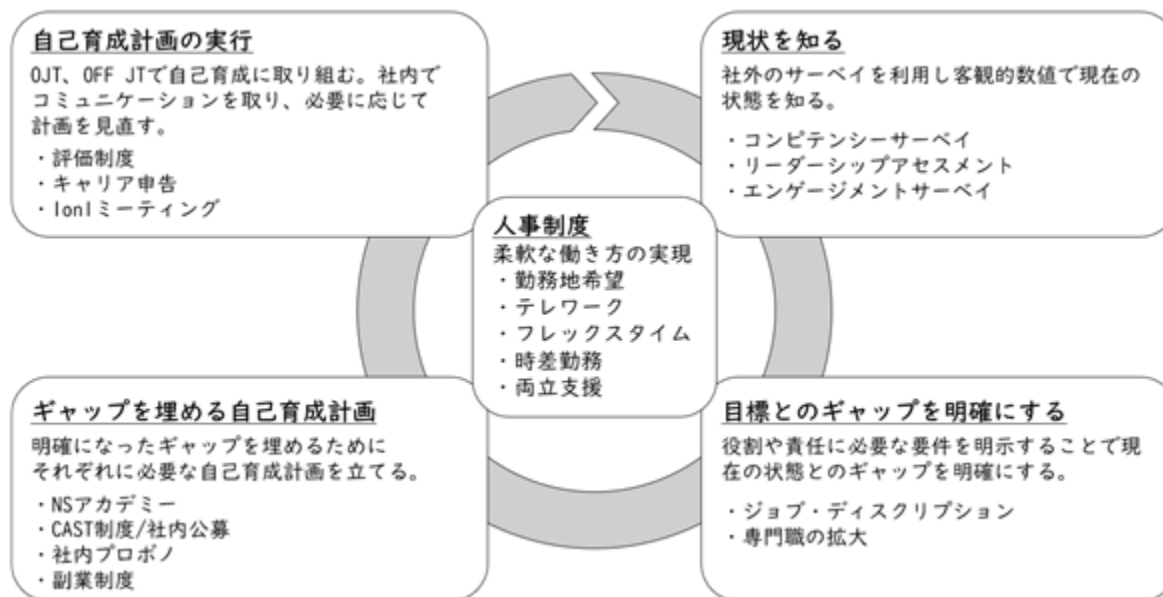 自己育成計画の実行
OJT、OFF JTで自己育成に取り組む。社内で
コミュニケーションを取り、必要に応じて
計画を見直す。
・評価制度
・キャリア申告
・1on1ミーティング
現状を知る
社外のサーベイを利用し客観的数値で現在の
状態を知る。
・コンピテンシーサーベイ
・リーダーシップアセスメント
・エンゲージメントサーベイ
人事制度
柔軟な働き方の実現
・勤務地希望
・テレワーク
・フレックスタイム
・時差勤務
・両立支援
ギャップを埋める自己育成計画
明確になったギャップを埋めるために
それぞれに必要な自己育成計画を立てる。
・NSアカデミー
・CAST制度/社内公募
・社内プロボノ
・副業制度
目標とのギャップを明確にする
役割や責任に必要な要件を明示することで現
在の状態とのギャップを明確にする。
・ジョブ・ディスクリプション
・専門職の拡大